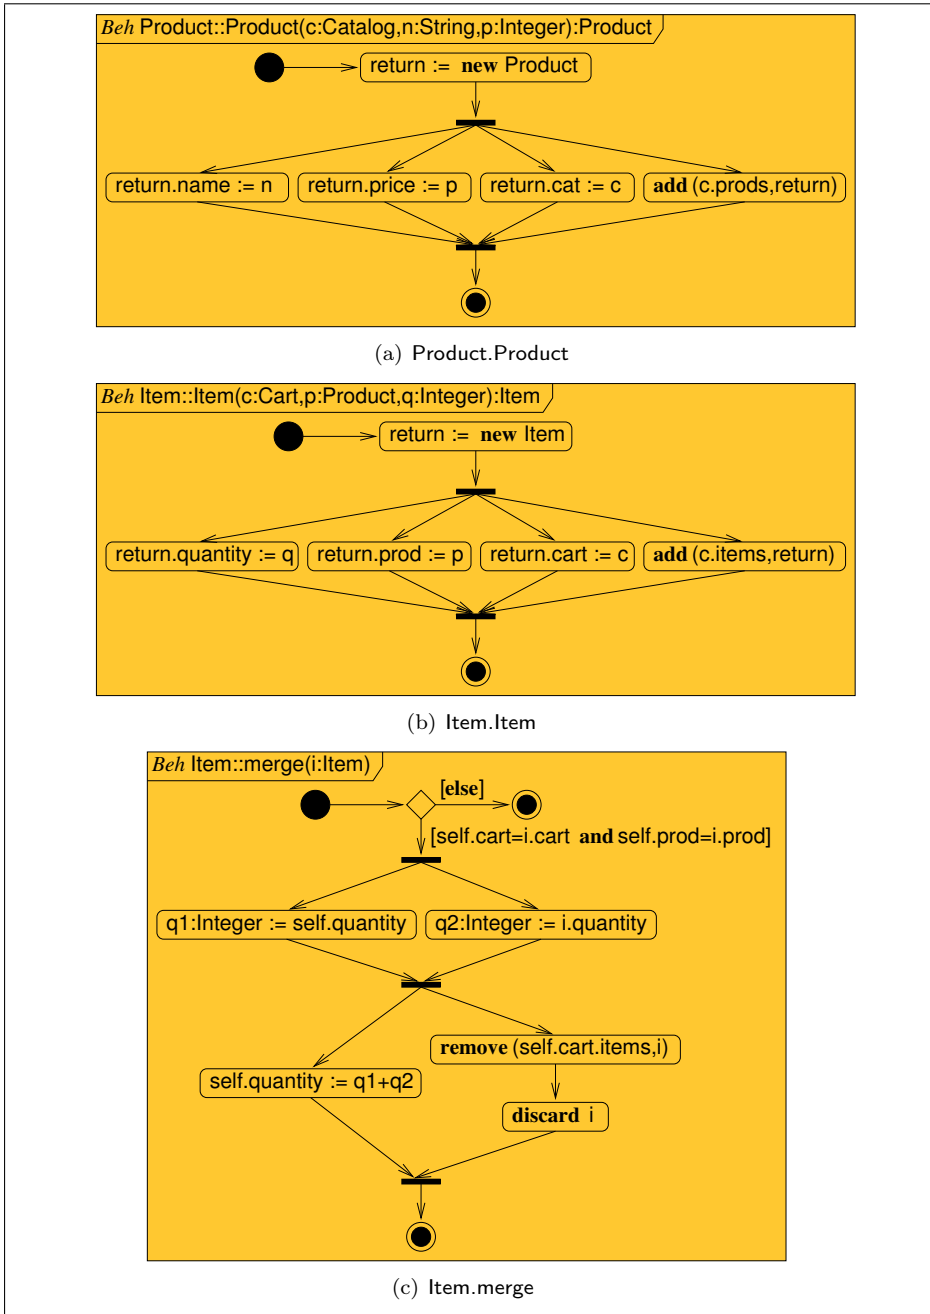 Beh Product::Product(c:Catalog,n:String,p:Integer):Product
return := new Product
return.name := n return.price := p return.cat := c add (c.prods,return)
(a) Product.Product
Beh Item::Item(c:Cart,p:Product,q:Integer):Item
return := new Item
return.quantity := q return.prod := p return.cart := c add (c.items,return)
(b) Item.Item
Beh Item::merge(i:Item)
[else]
[self.cart=i.cart and self.prod=i.prod]
q1:Integer := self.quantity q2:Integer := i.quantity
remove (self.cart.items,i)
self.quantity := q1+q2
discard i
(c) Item.merge